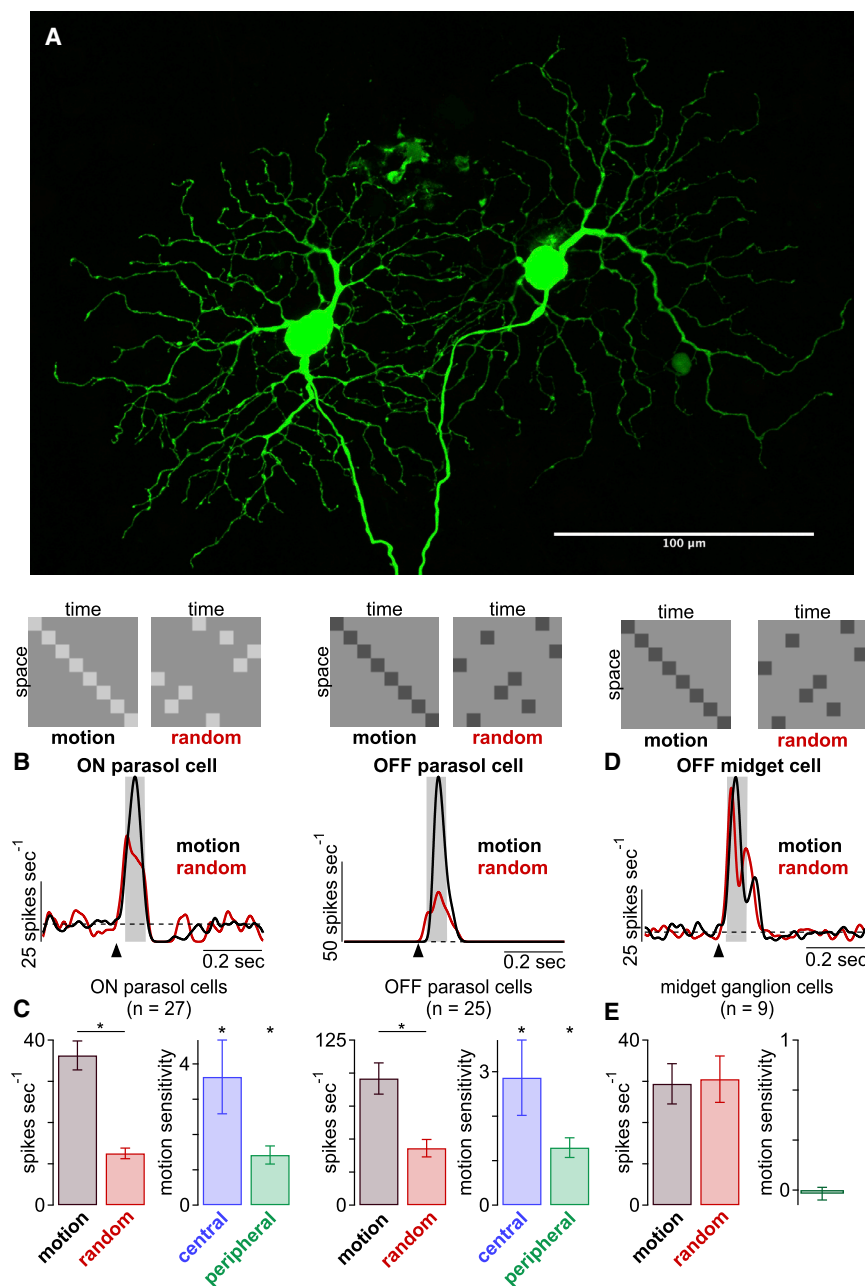 A
100 µm
time
time
space
motion
random
time
time
space
motion
random
time
time
space
motion
random
B
ON parasol cell
25 spikes sec⁻¹
motion
random
0.2 sec
OFF parasol cell
50 spikes sec⁻¹
motion
random
0.2 sec
D
OFF midget cell
25 spikes sec⁻¹
motion
random
0.2 sec
C
ON parasol cells
(n = 27)
40
0
spikes sec⁻¹
*
motion
random
4
0
motion sensitivity
*
*
central
peripheral
OFF parasol cells
(n = 25)
125
0
spikes sec⁻¹
*
motion
random
3
0
motion sensitivity
*
*
central
peripheral
E
midget ganglion cells
(n = 9)
40
0
spikes sec⁻¹
motion
random
1
0
motion sensitivity